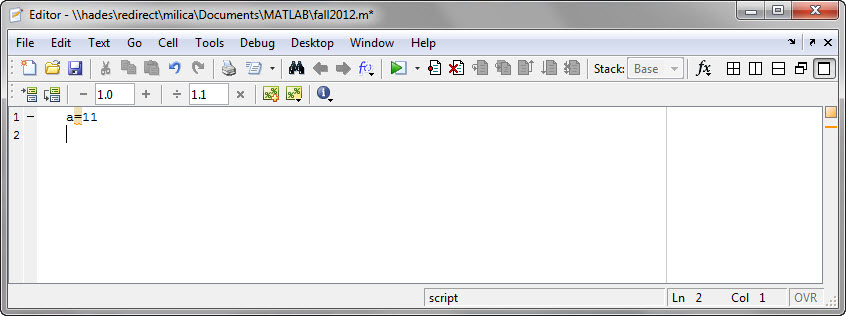 Editor - \\hades\redirect\milica\Documents\MATLAB\fall2012.m*
File Edit Text Go Cell Tools Debug Desktop Window Help
Stack: Base fx
− 1.0 + ÷ 1.1 ×
1 − a=11
2
script Ln 2 Col 1 OVR